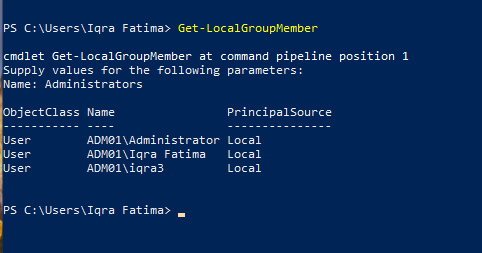 PS C:\Users\Iqra Fatima> Get-LocalGroupMember
cmdlet Get-LocalGroupMember at command pipeline position 1
Supply values for the following parameters:
Name: Administrators
ObjectClass Name                PrincipalSource
----------- ----                ---------------
User        ADM01\Administrator Local
User        ADM01\Iqra Fatima   Local
User        ADM01\iqra3         Local
PS C:\Users\Iqra Fatima>